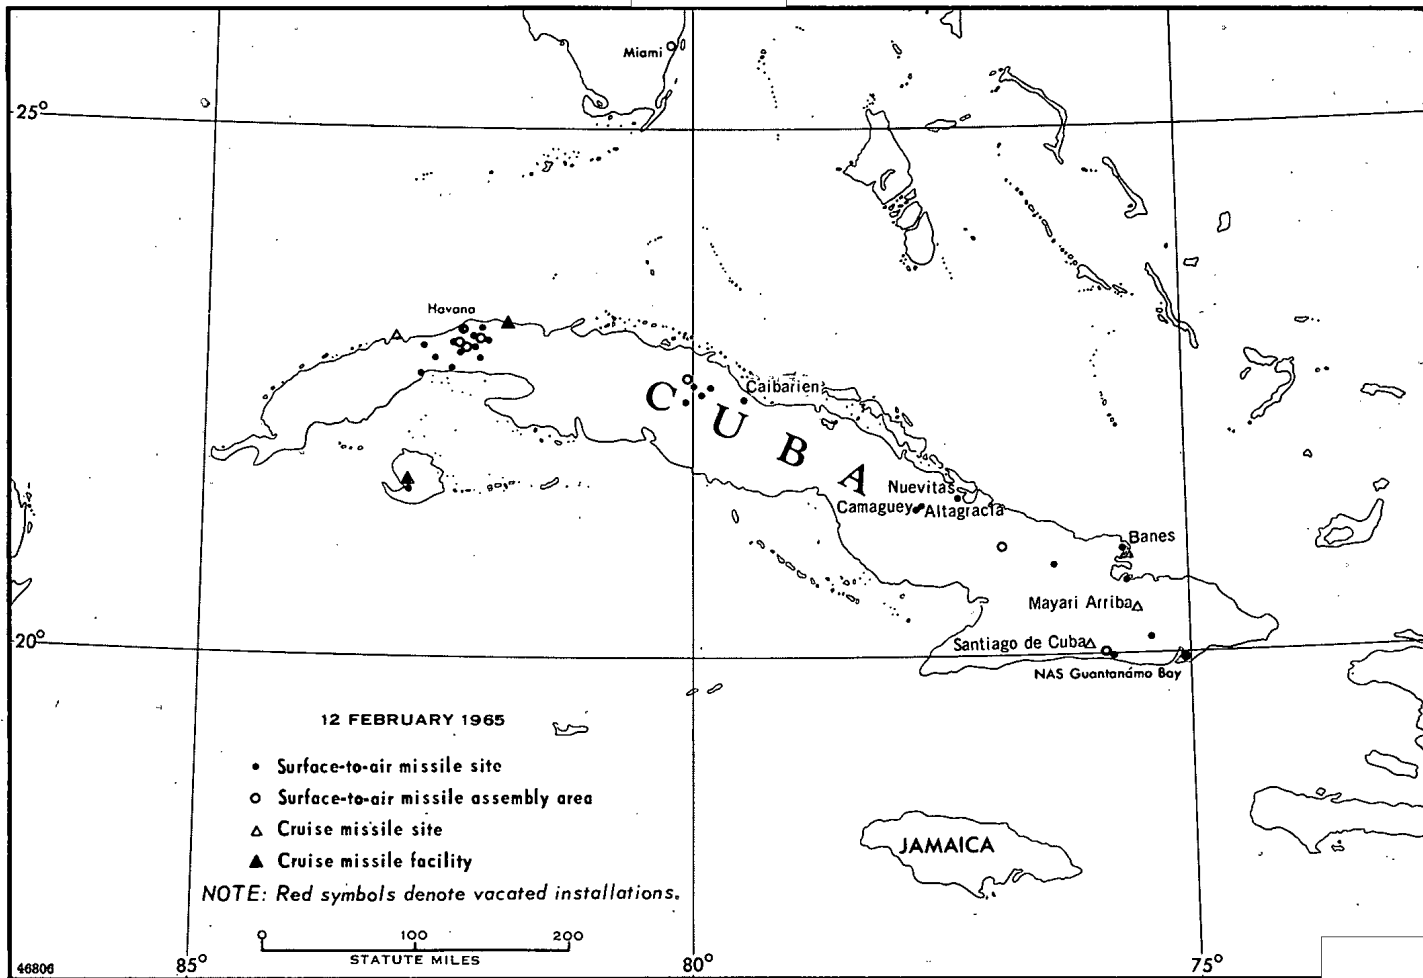 Miami
25°
Havana
Caibarien
CUBA
Nuevitas
Camaguey
Altagracia
Banes
Mayari Arriba
20°
Santiago de Cuba
NAS Guantanámo Bay
12 FEBRUARY 1965
Surface-to-air missile site
Surface-to-air missile assembly area
Cruise missile site
Cruise missile facility
NOTE: Red symbols denote vacated installations.
JAMAICA
0 100 200
STATUTE MILES
46806
85° 80° 75°